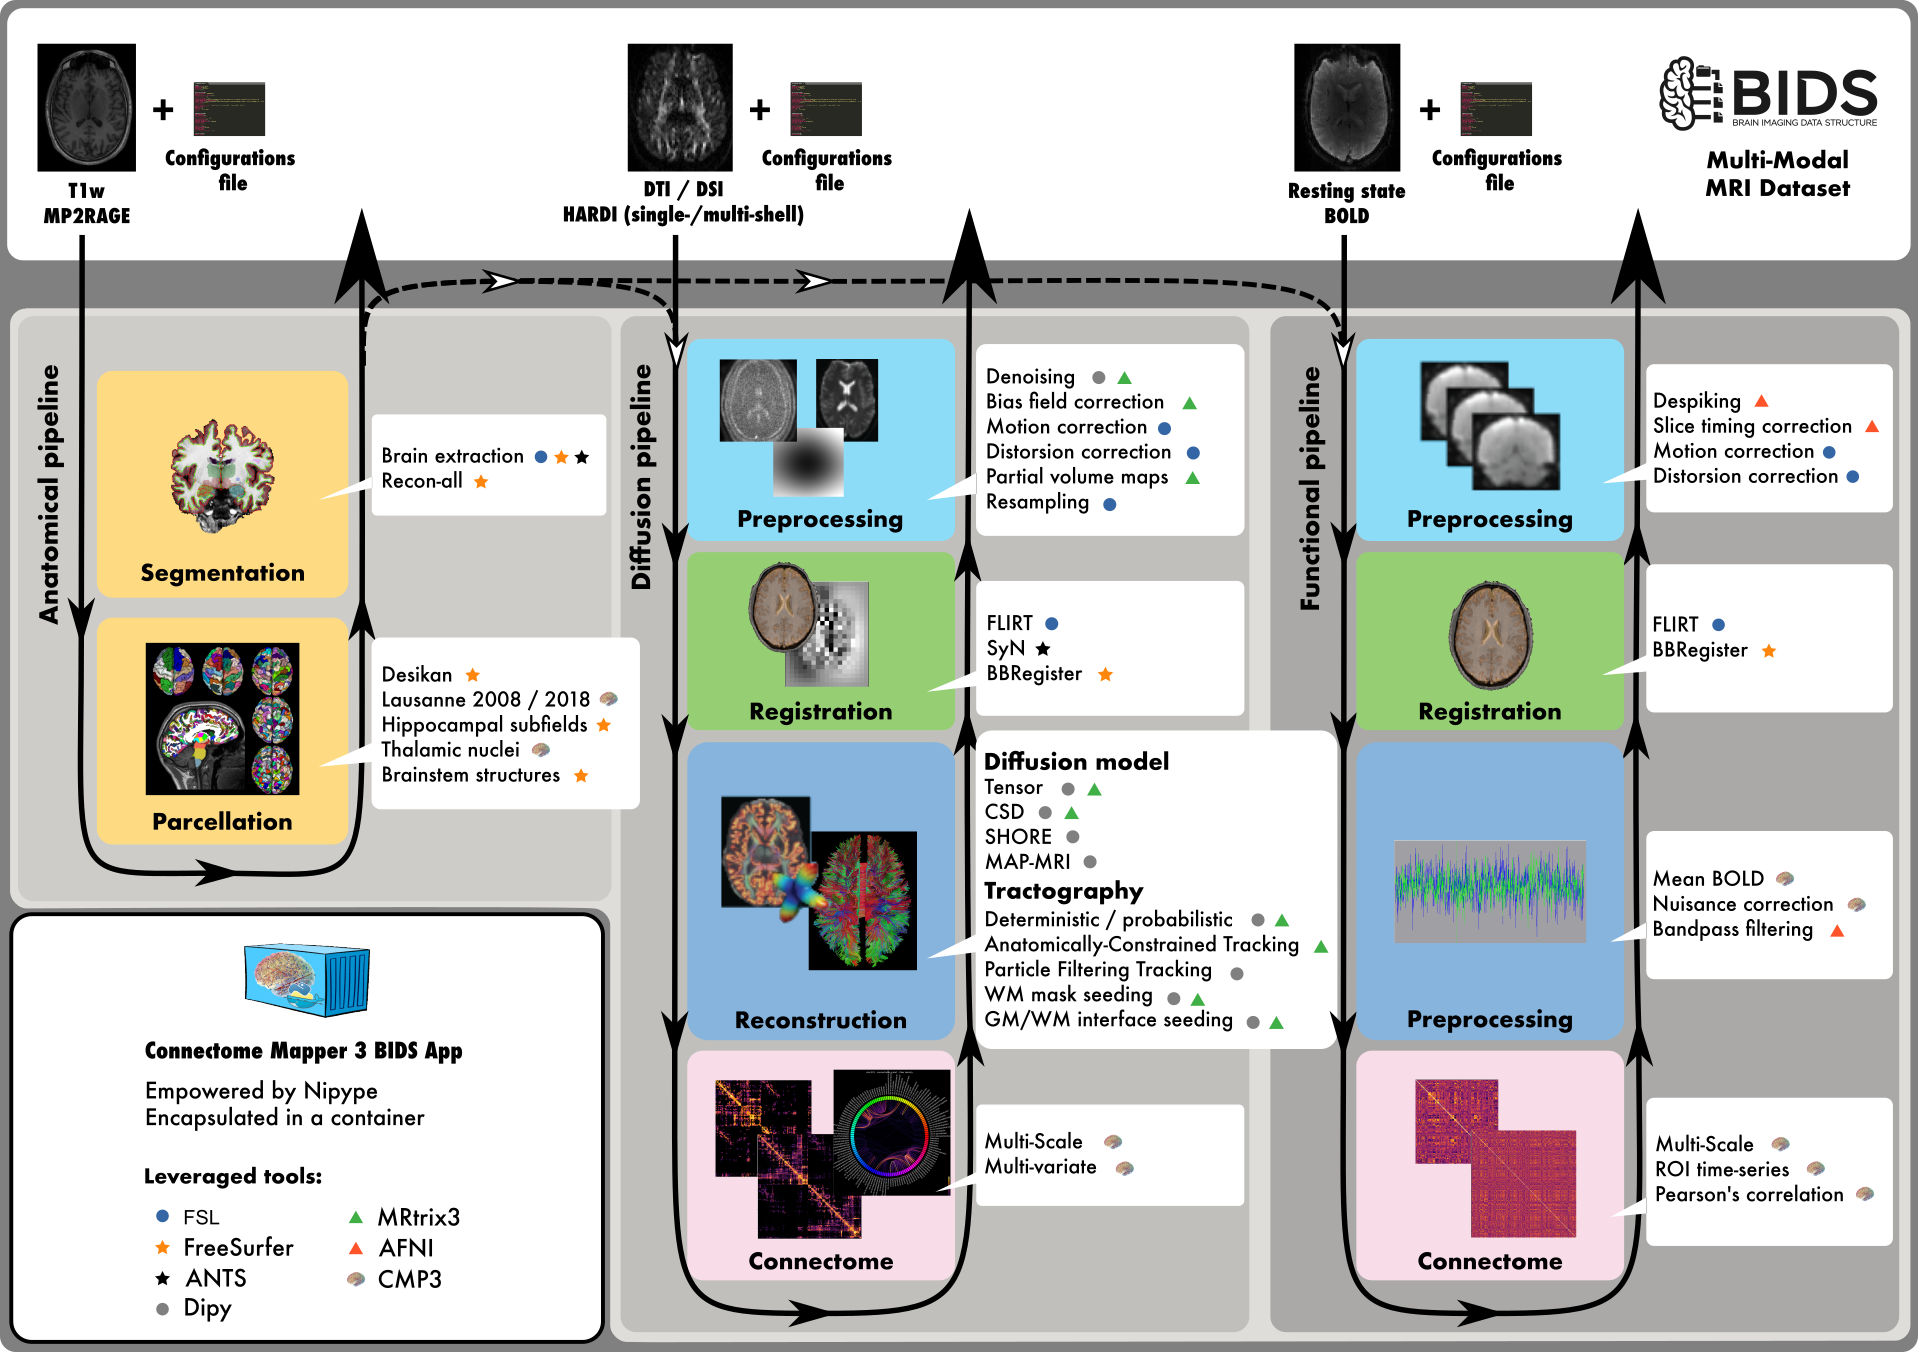 T1w
MP2RAGE
+
Configurations
file
DTI / DSI
HARDI (single-/multi-shell)
+
Configurations
file
Resting state
BOLD
+
Configurations
file
BIDS
BRAIN IMAGING DATA STRUCTURE
Multi-Modal
MRI Dataset
Anatomical pipeline
Segmentation
Brain extraction
Recon-all
Parcellation
Desikan
Lausanne 2008 / 2018
Hippocampal subfields
Thalamic nuclei
Brainstem structures
Diffusion pipeline
Preprocessing
Denoising
Bias field correction
Motion correction
Distorsion correction
Partial volume maps
Resampling
Registration
FLIRT
SyN
BBRegister
Reconstruction
Diffusion model
Tensor
CSD
SHORE
MAP-MRI
Tractography
Deterministic / probabilistic
Anatomically-Constrained Tracking
Particle Filtering Tracking
WM mask seeding
GM/WM interface seeding
Connectome
Multi-Scale
Multi-variate
Functional pipeline
Preprocessing
Despiking
Slice timing correction
Motion correction
Distorsion correction
Registration
FLIRT
BBRegister
Preprocessing
Mean BOLD
Nuisance correction
Bandpass filtering
Connectome
Multi-Scale
ROI time-series
Pearson's correlation
Connectome Mapper 3 BIDS App
Empowered by Nipype
Encapsulated in a container
Leveraged tools:
FSL
FreeSurfer
ANTS
Dipy
MRtrix3
AFNI
CMP3